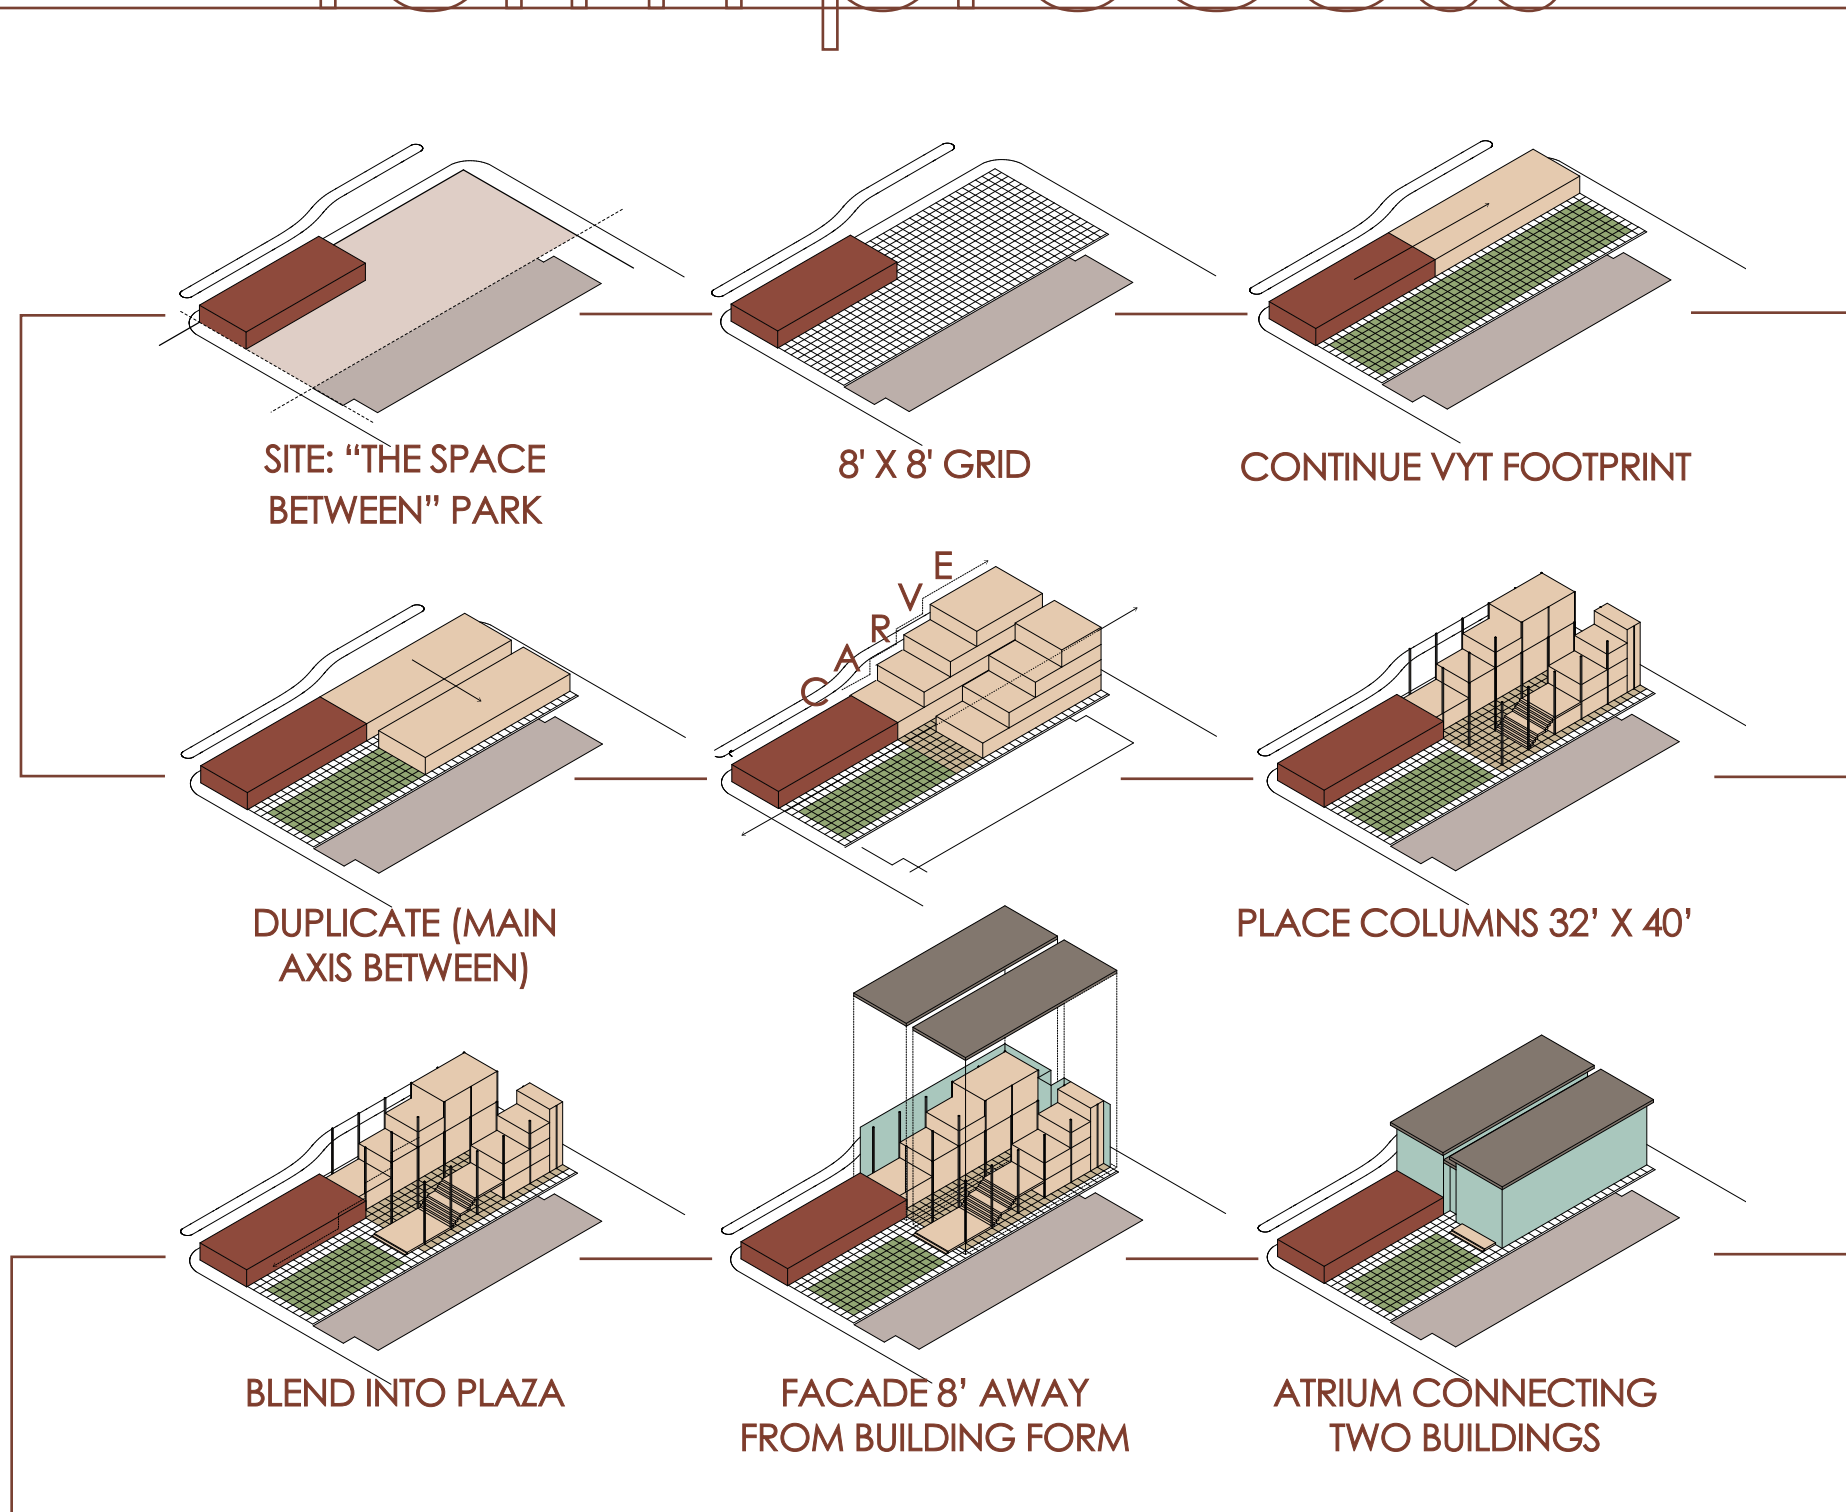 SITE: “THE SPACE
BETWEEN” PARK
8' X 8' GRID
CONTINUE VYT FOOTPRINT
DUPLICATE (MAIN
AXIS BETWEEN)
CARVE
PLACE COLUMNS 32’ X 40’
BLEND INTO PLAZA
FACADE 8’ AWAY
FROM BUILDING FORM
ATRIUM CONNECTING
TWO BUILDINGS